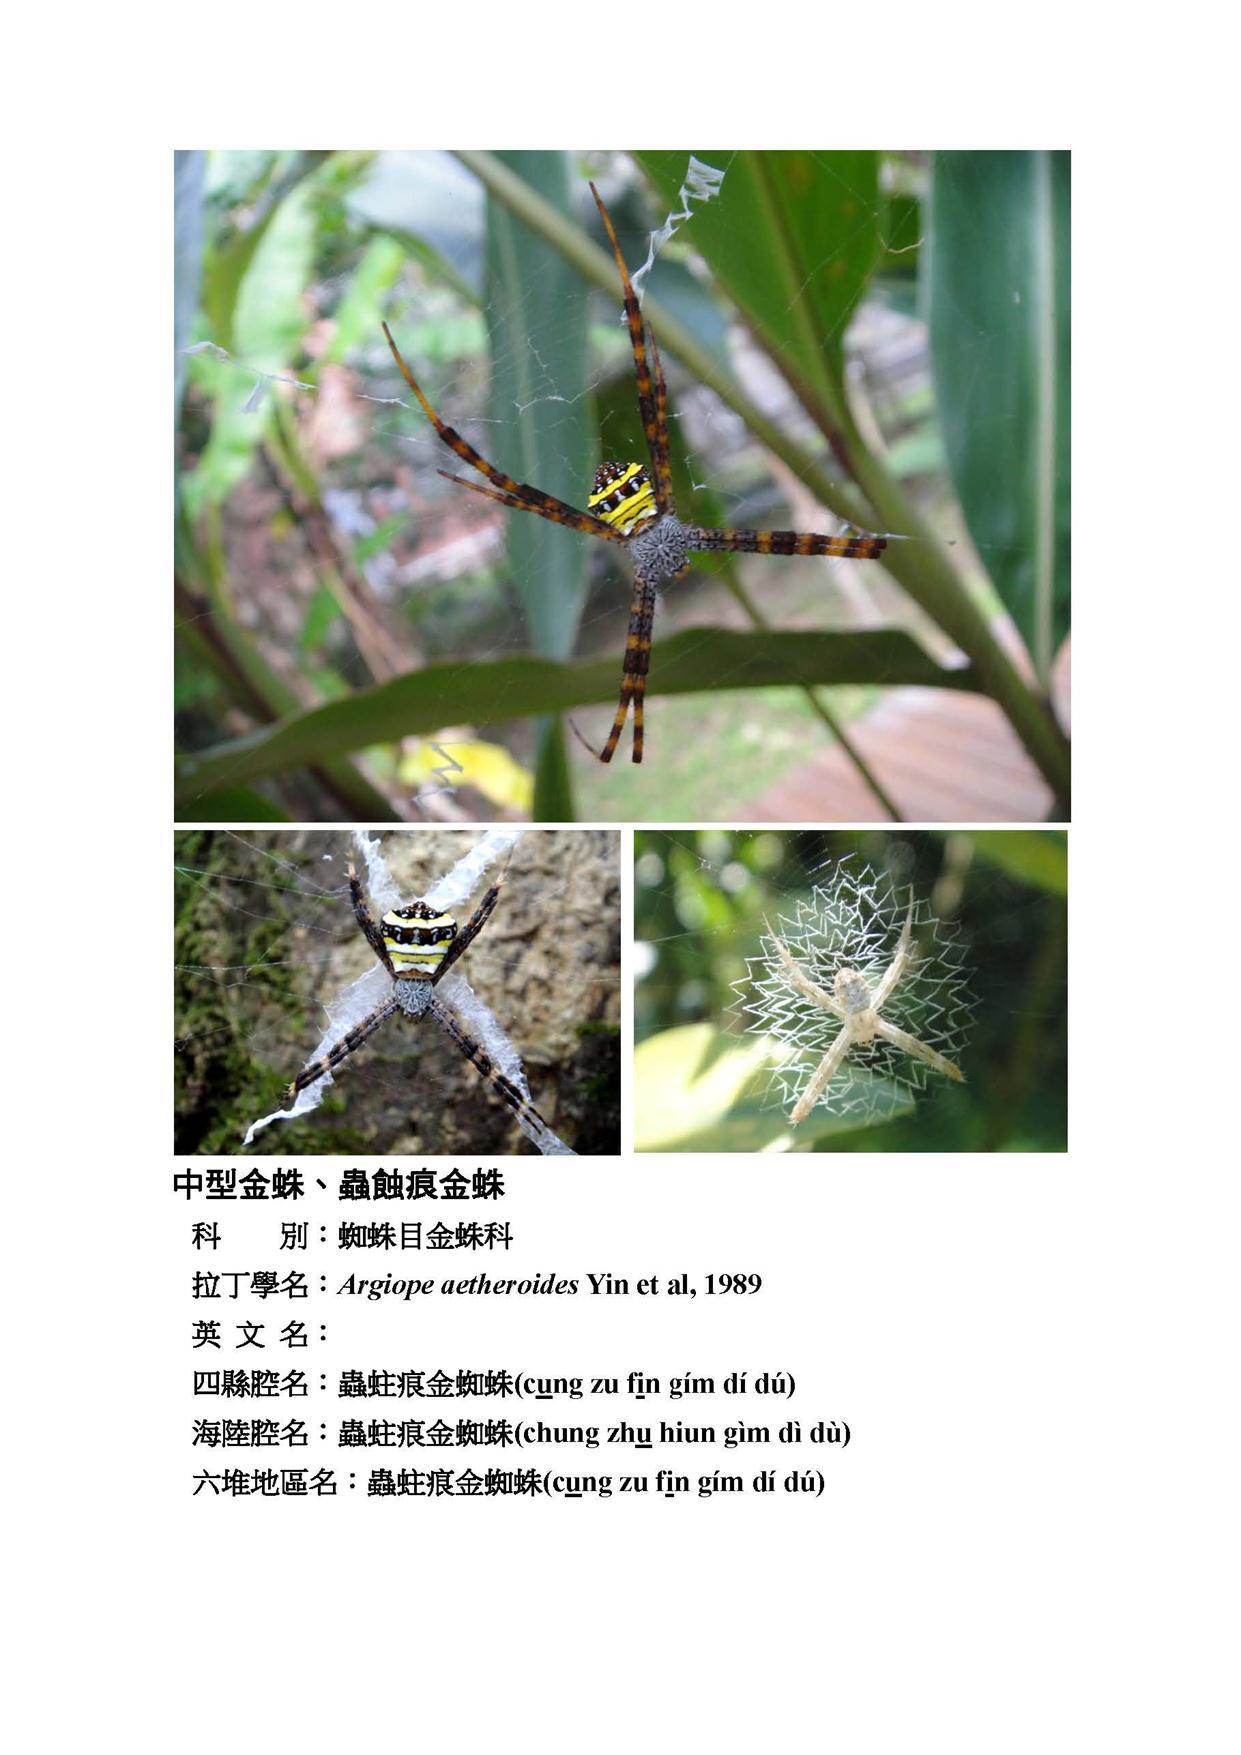 中型金蛛、蟲蝕痕金蛛
科　　別：蜘蛛目金蛛科
拉丁學名：Argiope aetheroides Yin et al, 1989
英 文 名：
四縣腔名：蟲蛀痕金蜘蛛(cung zu fin gím dí dú)
海陸腔名：蟲蛀痕金蜘蛛(chung zhu hiun gìm dì dù)
六堆地區名：蟲蛀痕金蜘蛛(cung zu fin gím dí dú)